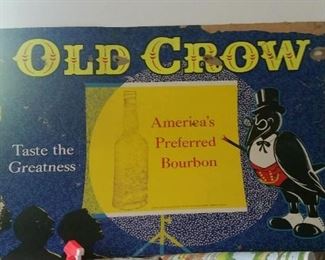 OLD CROW
Taste the
Greatness
America's
Preferred
Bourbon